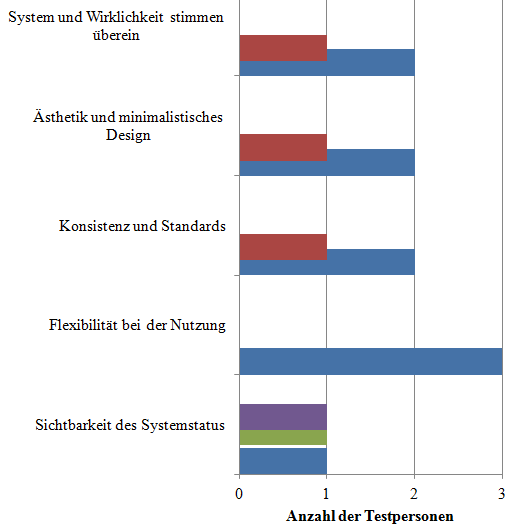 System und Wirklichkeit stimmen
überein
Ästhetik und minimalistisches
Design
Konsistenz und Standards
Flexibilität bei der Nutzung
Sichtbarkeit des Systemstatus
0 1 2 3
Anzahl der Testpersonen